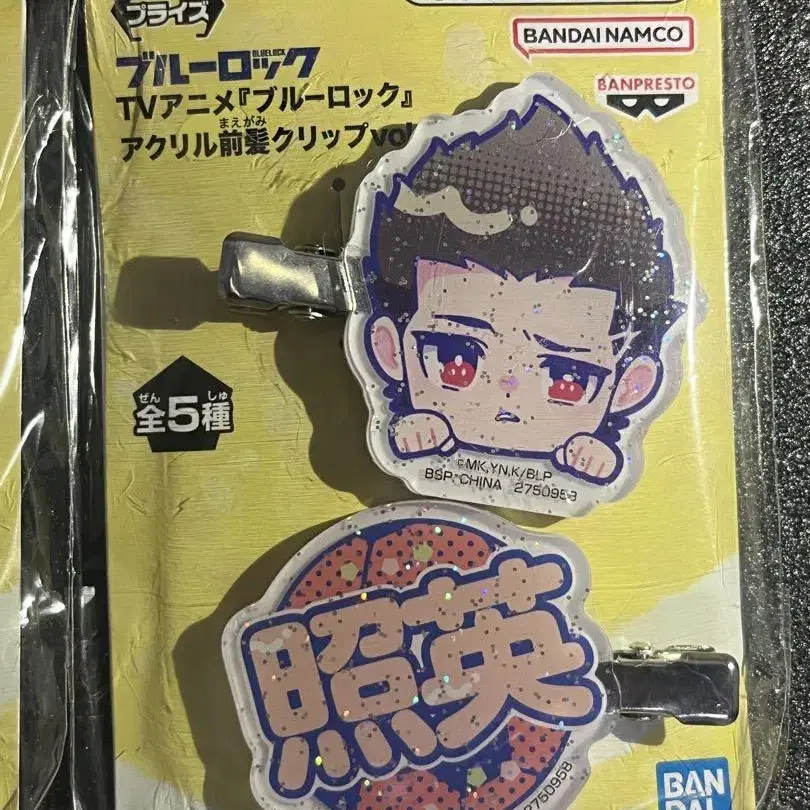 プライズ
BANDAI NAMCO
BLUELOCK
ブルーロック
BANPRESTO
TVアニメ『ブルーロック』
まえがみ
アクリル前髪クリップvol
ぜん しゅ
全5種
©MK,YN,K/BLP
BSP, CHINA 2750958
照英
2750958
BAN